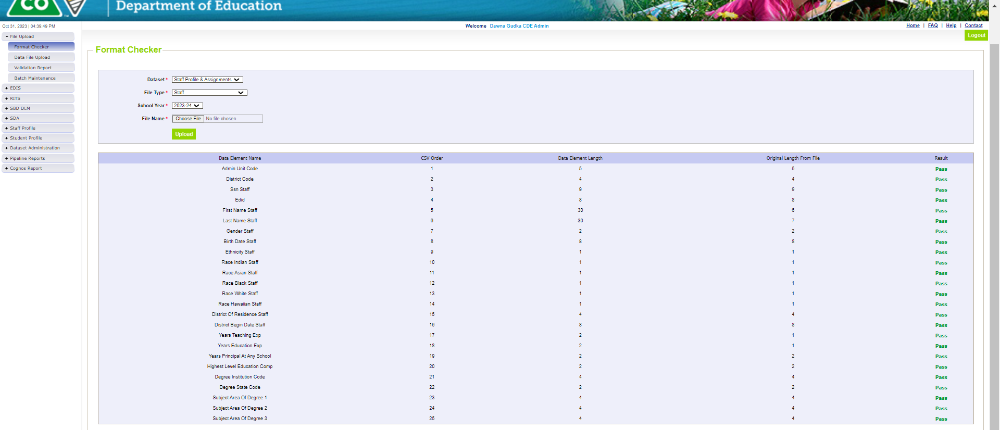 CO
TM
Department of Education
Oct 31, 2023 | 04:39:49 PM
Welcome Dawna Gudka CDE Admin
Home | FAQ | Help | Contact
Logout
- File Upload
Format Checker
Data File Upload
Validation Report
Batch Maintenance
+ EDIS
+ RITS
+ SBD DLM
+ SDA
+ Staff Profile
+ Student Profile
+ Dataset Administration
+ Pipeline Reports
+ Cognos Report
Format Checker
Dataset * Staff Profile & Assignments
File Type * Staff
School Year * 2023-24
File Name * Choose File No file chosen
Upload
Data Element Name CSV Order Data Element Length Original Length From File Result
Admin Unit Code 1 5 5 Pass
District Code 2 4 4 Pass
Ssn Staff 3 9 9 Pass
Edid 4 8 8 Pass
First Name Staff 5 30 6 Pass
Last Name Staff 6 30 7 Pass
Gender Staff 7 2 2 Pass
Birth Date Staff 8 8 8 Pass
Ethnicity Staff 9 1 1 Pass
Race Indian Staff 10 1 1 Pass
Race Asian Staff 11 1 1 Pass
Race Black Staff 12 1 1 Pass
Race White Staff 13 1 1 Pass
Race Hawaiian Staff 14 1 1 Pass
District Of Residence Staff 15 4 4 Pass
District Begin Date Staff 16 8 8 Pass
Years Teaching Exp 17 2 1 Pass
Years Education Exp 18 2 1 Pass
Years Principal At Any School 19 2 2 Pass
Highest Level Education Comp 20 2 2 Pass
Degree Institution Code 21 4 4 Pass
Degree State Code 22 2 2 Pass
Subject Area Of Degree 1 23 4 4 Pass
Subject Area Of Degree 2 24 4 4 Pass
Subject Area Of Degree 3 25 4 4 Pass